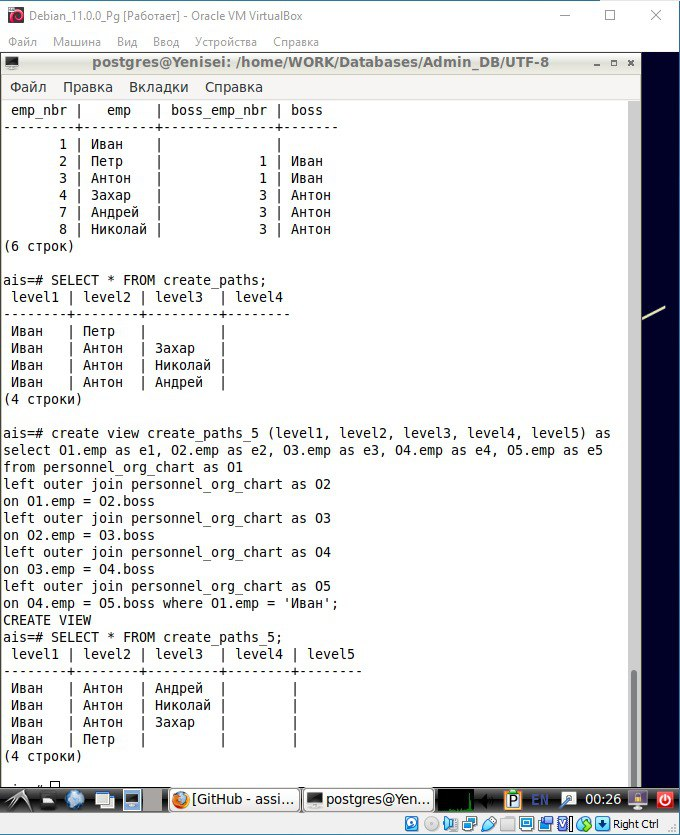 Debian_11.0.0_Pg [Работает] - Oracle VM VirtualBox
Файл Машина Вид Ввод Устройства Справка
postgres@Yenisei: /home/WORK/Databases/Admin_DB/UTF-8
Файл Правка Вкладки Справка
emp_nbr | emp | boss_emp_nbr | boss
---------+---------+--------------+-------
1 | Иван | |
2 | Петр | 1 | Иван
3 | Антон | 1 | Иван
4 | Захар | 3 | Антон
7 | Андрей | 3 | Антон
8 | Николай | 3 | Антон
(6 строк)
ais=# SELECT * FROM create_paths;
level1 | level2 | level3 | level4
--------+--------+---------+--------
Иван | Петр | |
Иван | Антон | Захар |
Иван | Антон | Николай |
Иван | Антон | Андрей |
(4 строки)
ais=# create view create_paths_5 (level1, level2, level3, level4, level5) as
select O1.emp as e1, O2.emp as e2, O3.emp as e3, O4.emp as e4, O5.emp as e5
from personnel_org_chart as O1
left outer join personnel_org_chart as O2
on O1.emp = O2.boss
left outer join personnel_org_chart as O3
on O2.emp = O3.boss
left outer join personnel_org_chart as O4
on O3.emp = O4.boss
left outer join personnel_org_chart as O5
on O4.emp = O5.boss where O1.emp = 'Иван';
CREATE VIEW
ais=# SELECT * FROM create_paths_5;
level1 | level2 | level3 | level4 | level5
--------+--------+---------+--------+--------
Иван | Антон | Андрей | |
Иван | Антон | Николай | |
Иван | Антон | Захар | |
Иван | Петр | | |
(4 строки)
[GitHub - assi... postgres@Yen... EN 00:26
Right Ctrl